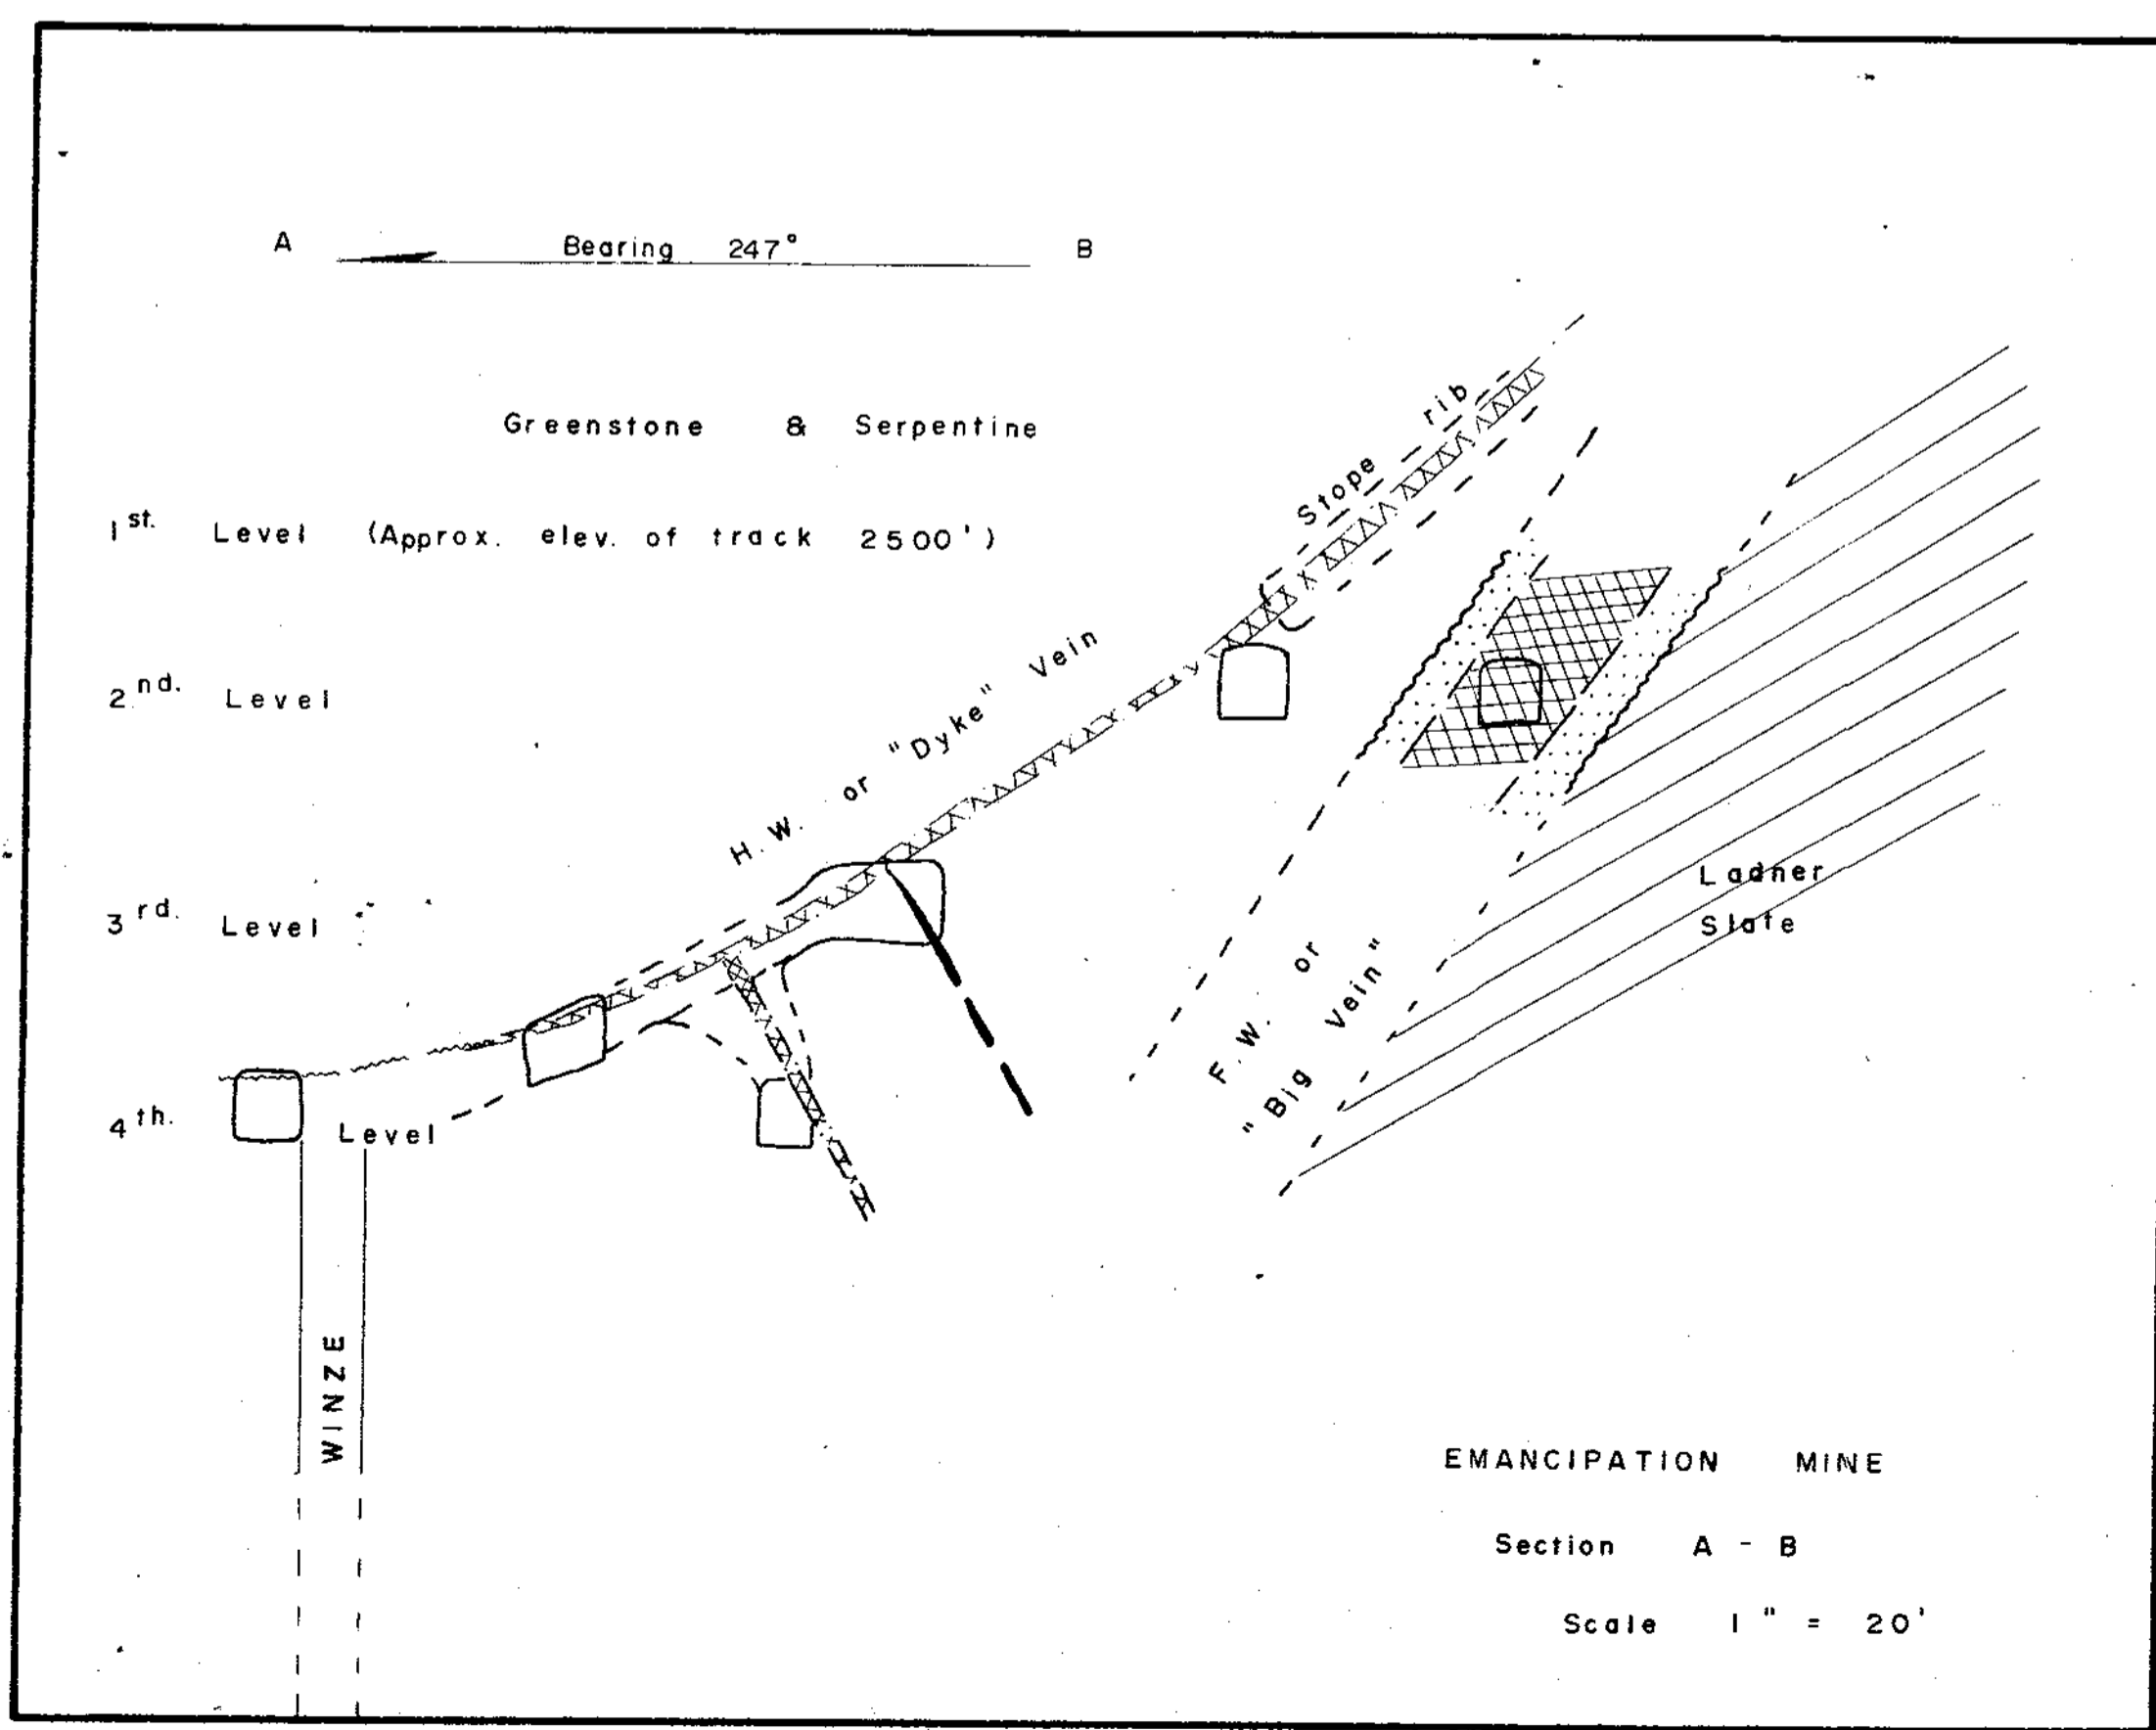 A Bearing 247° B
Greenstone & Serpentine
Stope rib
1st. Level (Approx. elev. of track 2500')
2nd. Level
H.W. or "Dyke" Vein
3rd. Level
Ladner
Slate
F.W. or
"Big Vein"
4th. Level
WINZE
EMANCIPATION MINE
Section A - B
Scale 1" = 20'